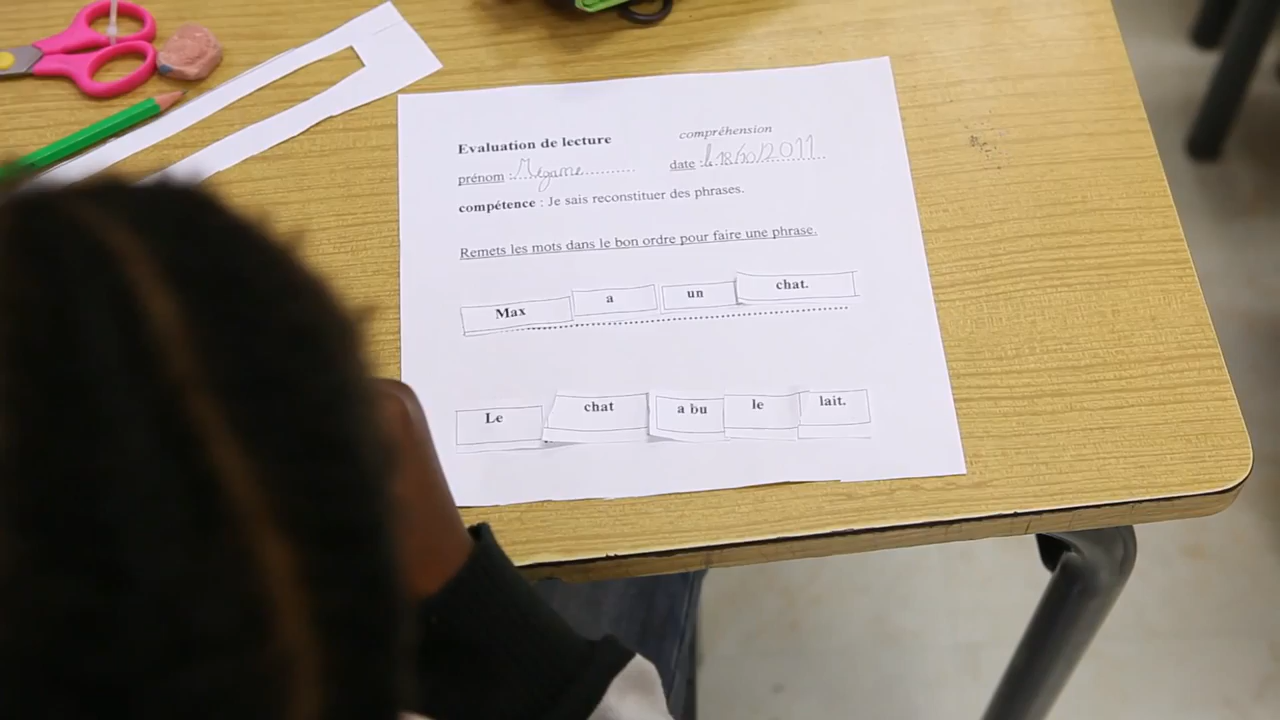 Evaluation de lecture compréhension
prénom : Mégane date : le 18/10/2011
compétence : Je sais reconstituer des phrases.
Remets les mots dans le bon ordre pour faire une phrase.
Max a un chat.
Le chat a bu le lait.